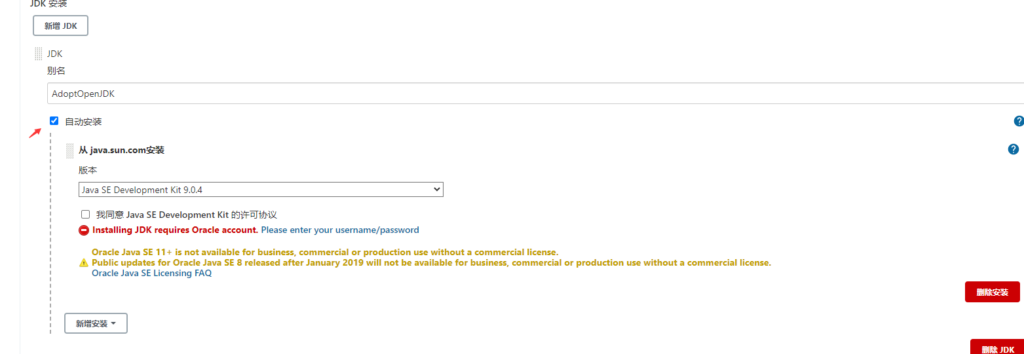 JDK 安装
新增 JDK
JDK
别名
AdoptOpenJDK
自动安装
?
从 java.sun.com安装
?
版本
Java SE Development Kit 9.0.4
我同意 Java SE Development Kit 的许可协议
Installing JDK requires Oracle account. Please enter your username/password
Oracle Java SE 11+ is not available for business, commercial or production use without a commercial license.
Public updates for Oracle Java SE 8 released after January 2019 will not be available for business, commercial or production use without a commercial license.
Oracle Java SE Licensing FAQ
删除安装
新增安装
删除 JDK